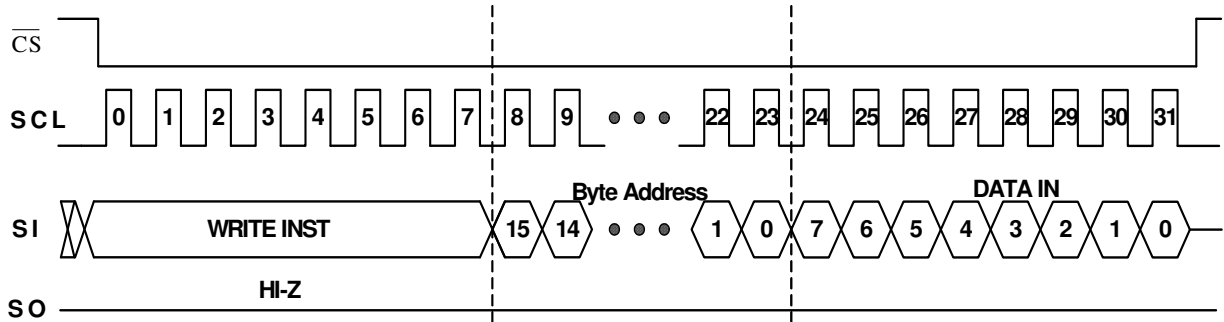 CS
SCL 0 1 2 3 4 5 6 7 8 9 22 23 24 25 26 27 28 29 30 31
Byte Address DATA IN
SI WRITE INST 15 14 1 0 7 6 5 4 3 2 1 0
HI-Z
SO